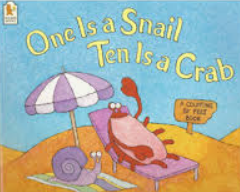 One Is a Snail
Ten Is a Crab
A COUNTING
BY FEET
BOOK